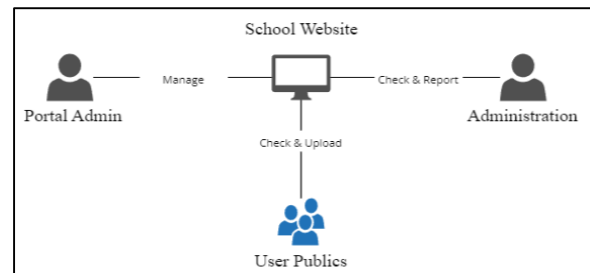 School Website
Manage
Check & Report
Portal Admin
Administration
Check & Upload
User Publics